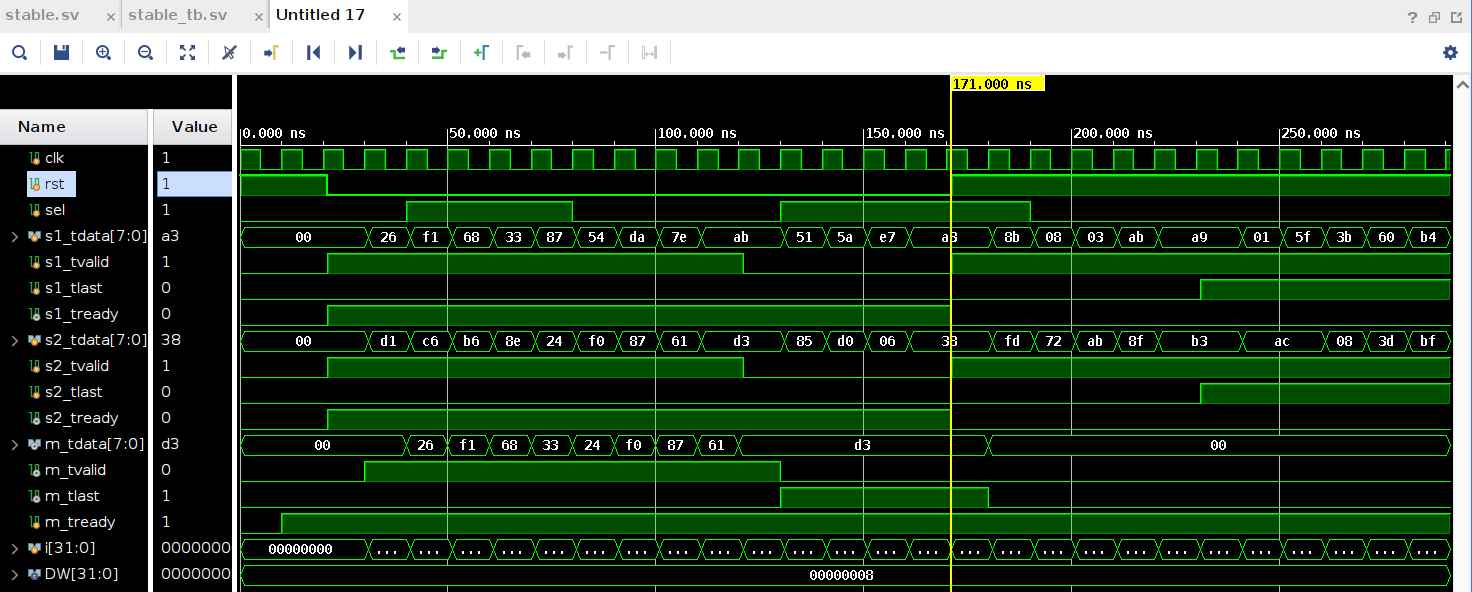 stable.sv × stable_tb.sv × Untitled 17 ×
171.000 ns
Name Value
0.000 ns 50.000 ns 100.000 ns 150.000 ns 200.000 ns 250.000 ns
clk 1
rst 1
sel 1
s1_tdata[7:0] a3 00 26 f1 68 33 87 54 da 7e ab 51 5a e7 a3 8b 08 03 ab a9 01 5f 3b 60 b4
s1_tvalid 1
s1_tlast 0
s1_tready 0
s2_tdata[7:0] 38 00 d1 c6 b6 8e 24 f0 87 61 d3 85 d0 06 38 fd 72 ab 8f b3 ac 08 3d bf
s2_tvalid 1
s2_tlast 0
s2_tready 0
m_tdata[7:0] d3 00 26 f1 68 33 24 f0 87 61 d3 00
m_tvalid 0
m_tlast 1
m_tready 1
i[31:0] 0000000 00000000 ... ... ... ... ... ... ... ... ... ... ... ... ... ... ... ... ... ... ... ... ... ... ... ... ... ...
DW[31:0] 0000000 00000008